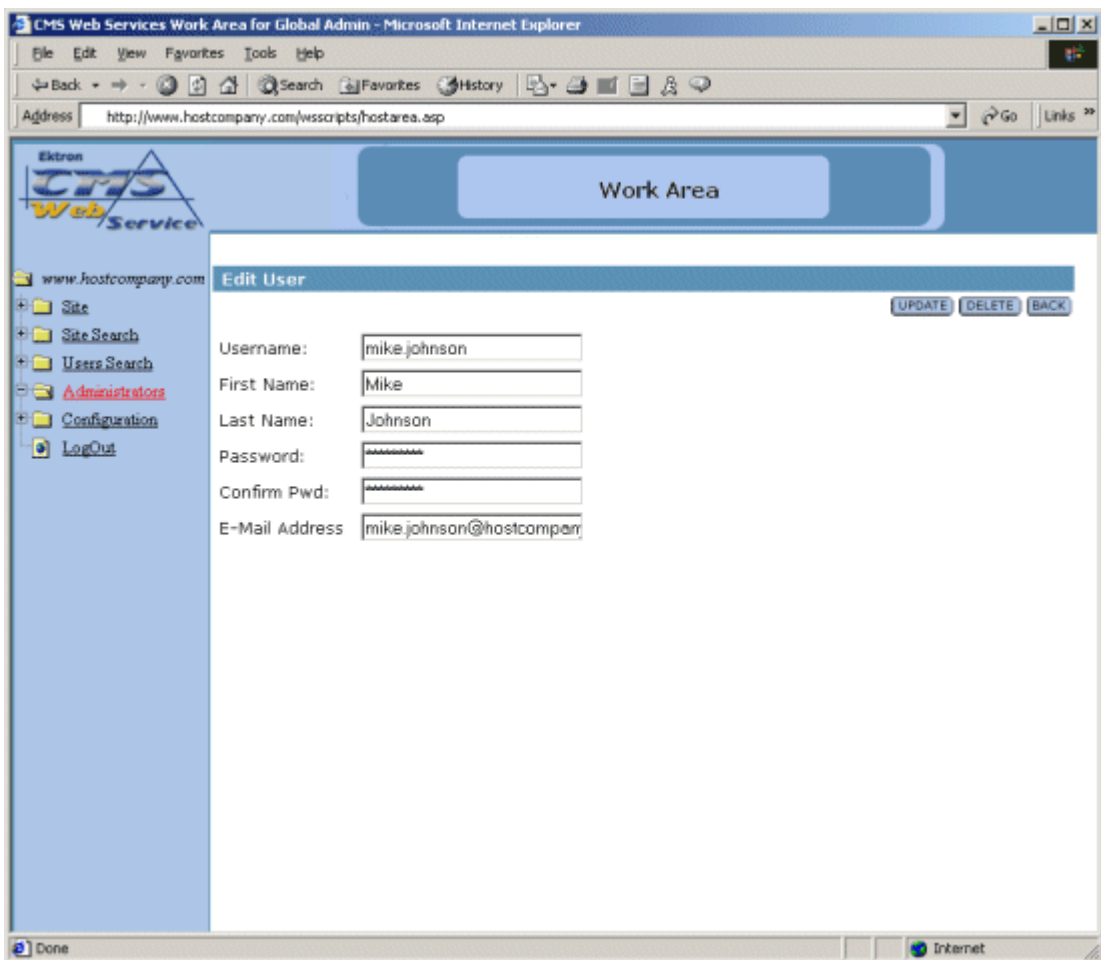 CMS Web Services Work Area for Global Admin - Microsoft Internet Explorer
File Edit View Favorites Tools Help
Back Search Favorites History
Address http://www.hostcompany.com/wsscripts/hostarea.asp Go Links »
Ektron
CMS
Web
Service
Work Area
www.hostcompany.com
Site
Site Search
Users Search
Administrators
Configuration
LogOut
Edit User
UPDATE DELETE BACK
Username: mike.johnson
First Name: Mike
Last Name: Johnson
Password: **********
Confirm Pwd: **********
E-Mail Address mike.johnson@hostcompan
Done Internet